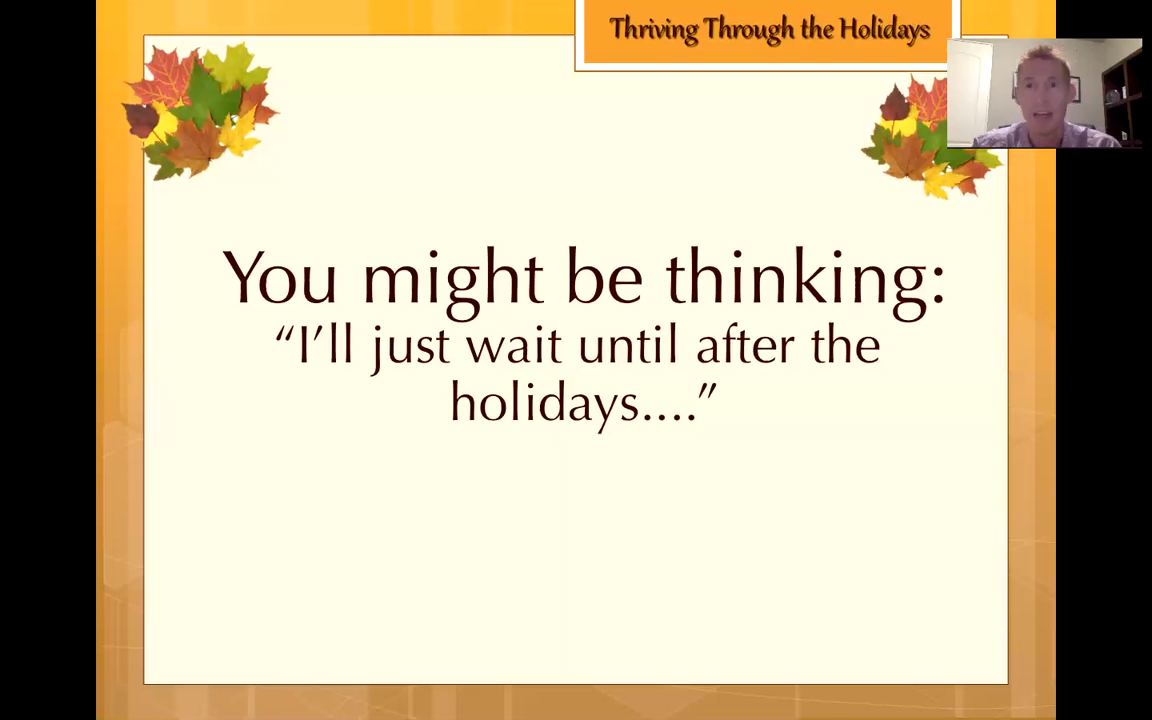 Thriving Through the Holidays
You might be thinking:
“I’ll just wait until after the
holidays....”